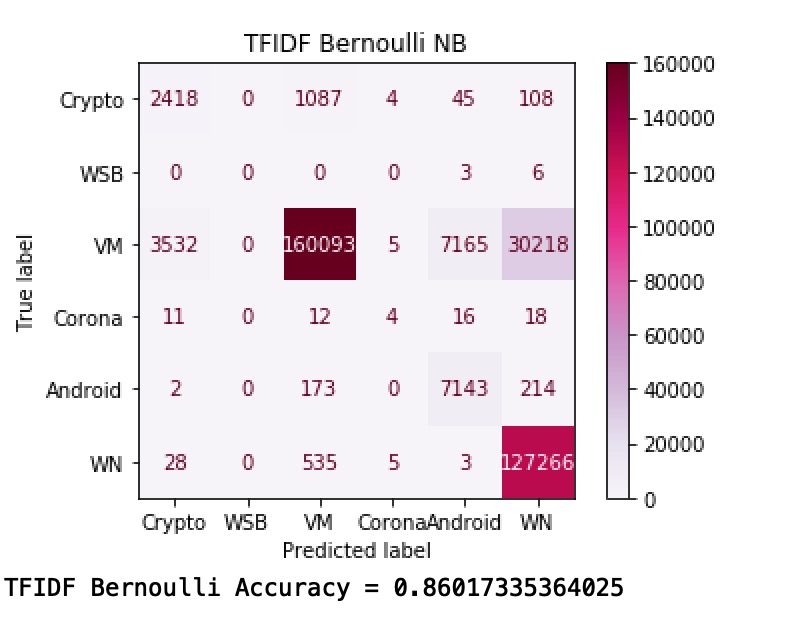 TFIDF Bernoulli NB
Crypto 2418 0 1087 4 45 108
WSB 0 0 0 0 3 6
VM 3532 0 160093 5 7165 30218
Corona 11 0 12 4 16 18
Android 2 0 173 0 7143 214
WN 28 0 535 5 3 127266
Crypto WSB VM Corona Android WN
Predicted label
True label
160000
140000
120000
100000
80000
60000
40000
20000
0
TFIDF Bernoulli Accuracy = 0.86017335364025